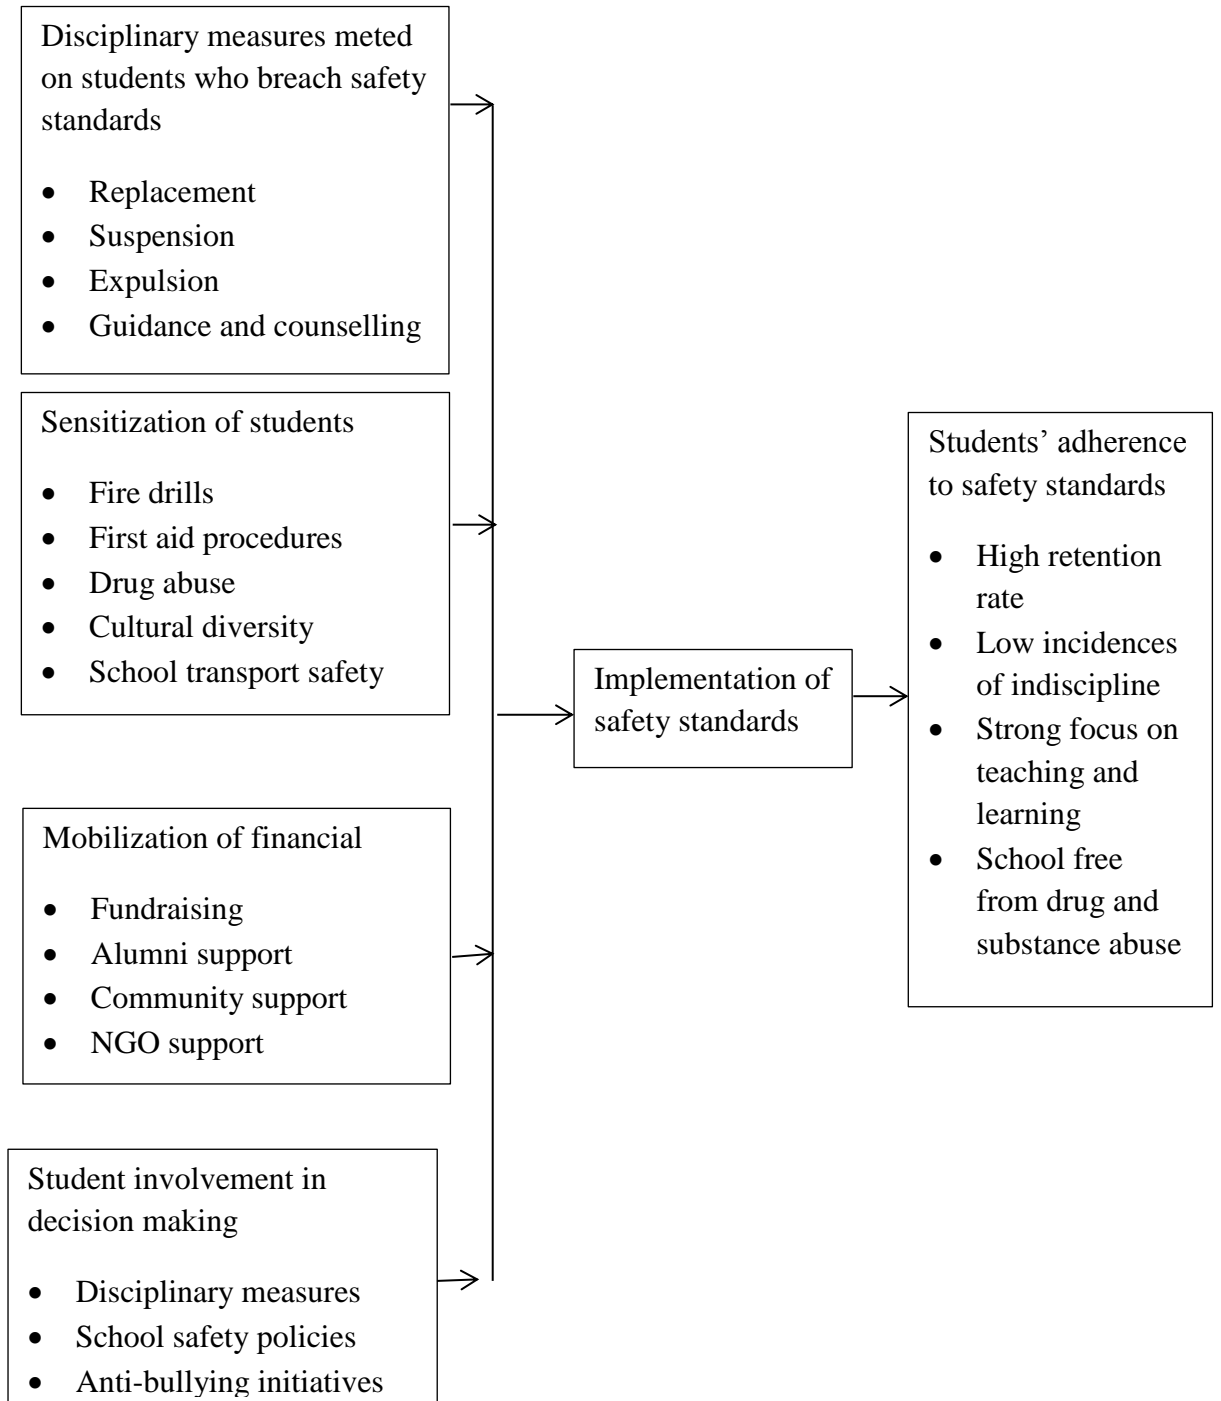 Disciplinary measures meted
on students who breach safety
standards
• Replacement
• Suspension
• Expulsion
• Guidance and counselling
Sensitization of students
• Fire drills
• First aid procedures
• Drug abuse
• Cultural diversity
• School transport safety
Mobilization of financial
• Fundraising
• Alumni support
• Community support
• NGO support
Student involvement in
decision making
• Disciplinary measures
• School safety policies
• Anti-bullying initiatives
Implementation of
safety standards
Students’ adherence
to safety standards
• High retention
rate
• Low incidences
of indiscipline
• Strong focus on
teaching and
learning
• School free
from drug and
substance abuse